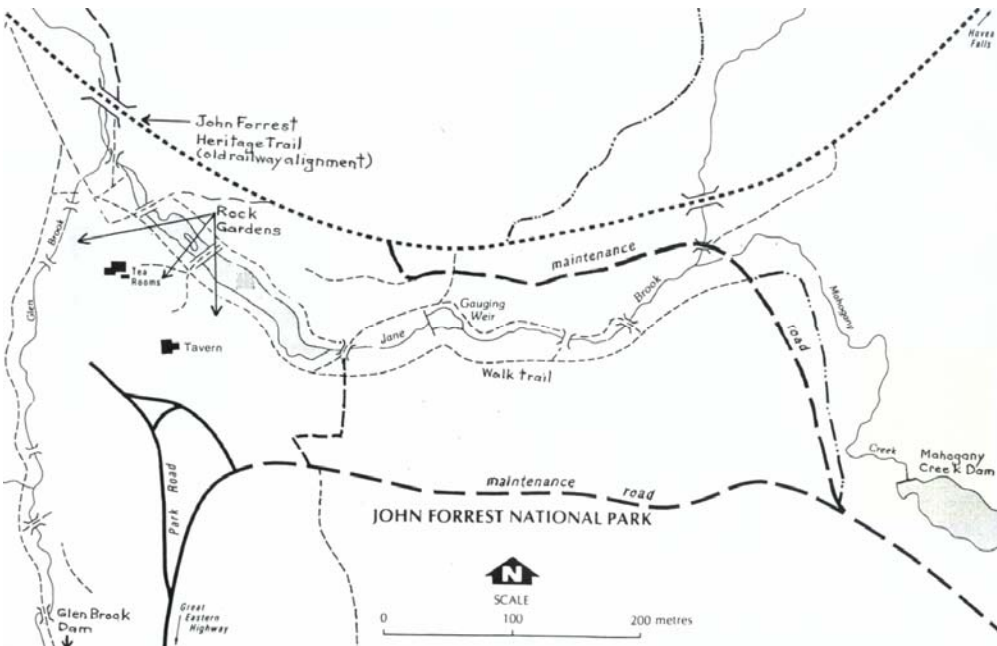 Hovea
Falls
John Forrest
Heritage Trail
(old railway alignment)
Rock
Gardens
Brook
Glen
Tea
Rooms
Tavern
maintenance
Brook
Mahogany
Gauging
Weir
Jane
road
Walk trail
Creek
Mahogany
Creek Dam
maintenance road
Park Road
JOHN FORREST NATIONAL PARK
N
SCALE
0 100 200 metres
Great
Eastern
Highway
Glen Brook
Dam